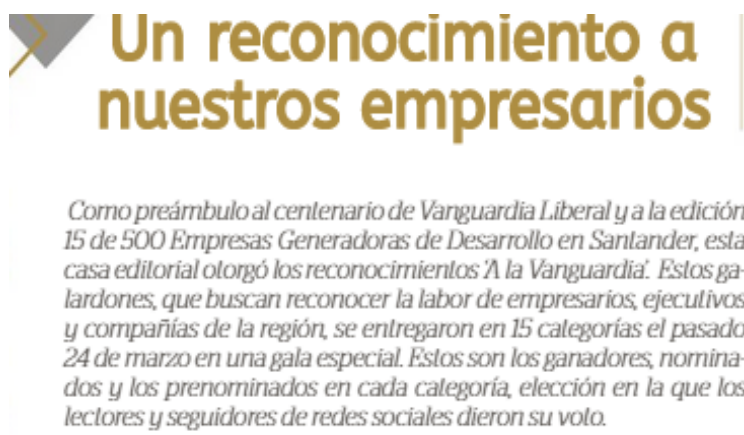 Un reconocimiento a
nuestros empresarios
Como preámbulo al centenario de Vanguardia Liberal y a la edición
15 de 500 Empresas Generadoras de Desarrollo en Santander, esta
casa editorial otorgó los reconocimientos 'A la Vanguardia'. Estos ga-
lardones, que buscan reconocer la labor de empresarios, ejecutivos
y compañías de la región, se entregaron en 15 categorías el pasado
24 de marzo en una gala especial. Estos son los ganadores, nomina-
dos y los prenominados en cada categoría, elección en la que los
lectores y seguidores de redes sociales dieron su voto.